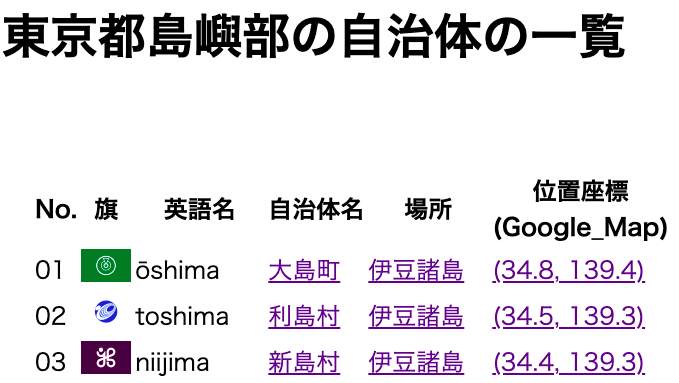 東京都島嶼部の自治体の一覧
位置座標
No. 旗 英語名 自治体名 場所 (Google_Map)
01 ōshima 大島町 伊豆諸島 (34.8, 139.4)
02 toshima 利島村 伊豆諸島 (34.5, 139.3)
03 niijima 新島村 伊豆諸島 (34.4, 139.3)